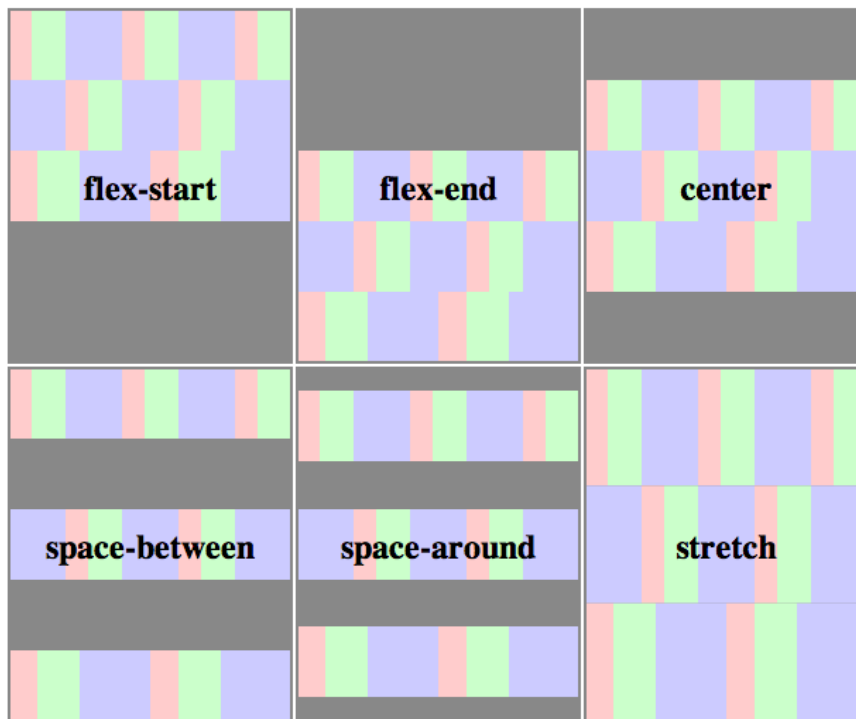 flex-start
flex-end
center
space-between
space-around
stretch